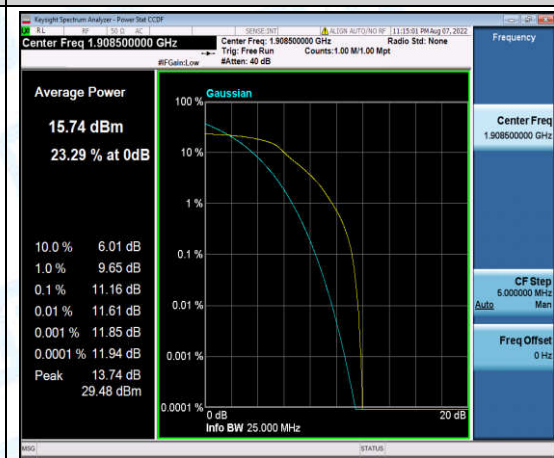 Keysight Spectrum Analyzer - Power Stat CCDF
RL RF 50 Ω AC SENSE:INT ALIGN AUTO/NO RF 11:15:01 PM Aug 07, 2022
Center Freq 1.908500000 GHz
Center Freq: 1.908500000 GHz Radio Std: None
Trig: Free Run Counts:1.00 M/1.00 Mpt
#IFGain:Low #Atten: 40 dB
Frequency
Average Power
15.74 dBm
23.29 % at 0dB
10.0 % 6.01 dB
1.0 % 9.65 dB
0.1 % 11.16 dB
0.01 % 11.61 dB
0.001 % 11.85 dB
0.0001 % 11.94 dB
Peak 13.74 dB
29.48 dBm
Gaussian
100 %
10 %
1 %
0.1 %
0.01 %
0.001 %
0.0001 %
0 dB 20 dB
Info BW 25.000 MHz
Center Freq
1.908500000 GHz
CF Step
5.000000 MHz
Auto Man
Freq Offset
0 Hz
MSG STATUS